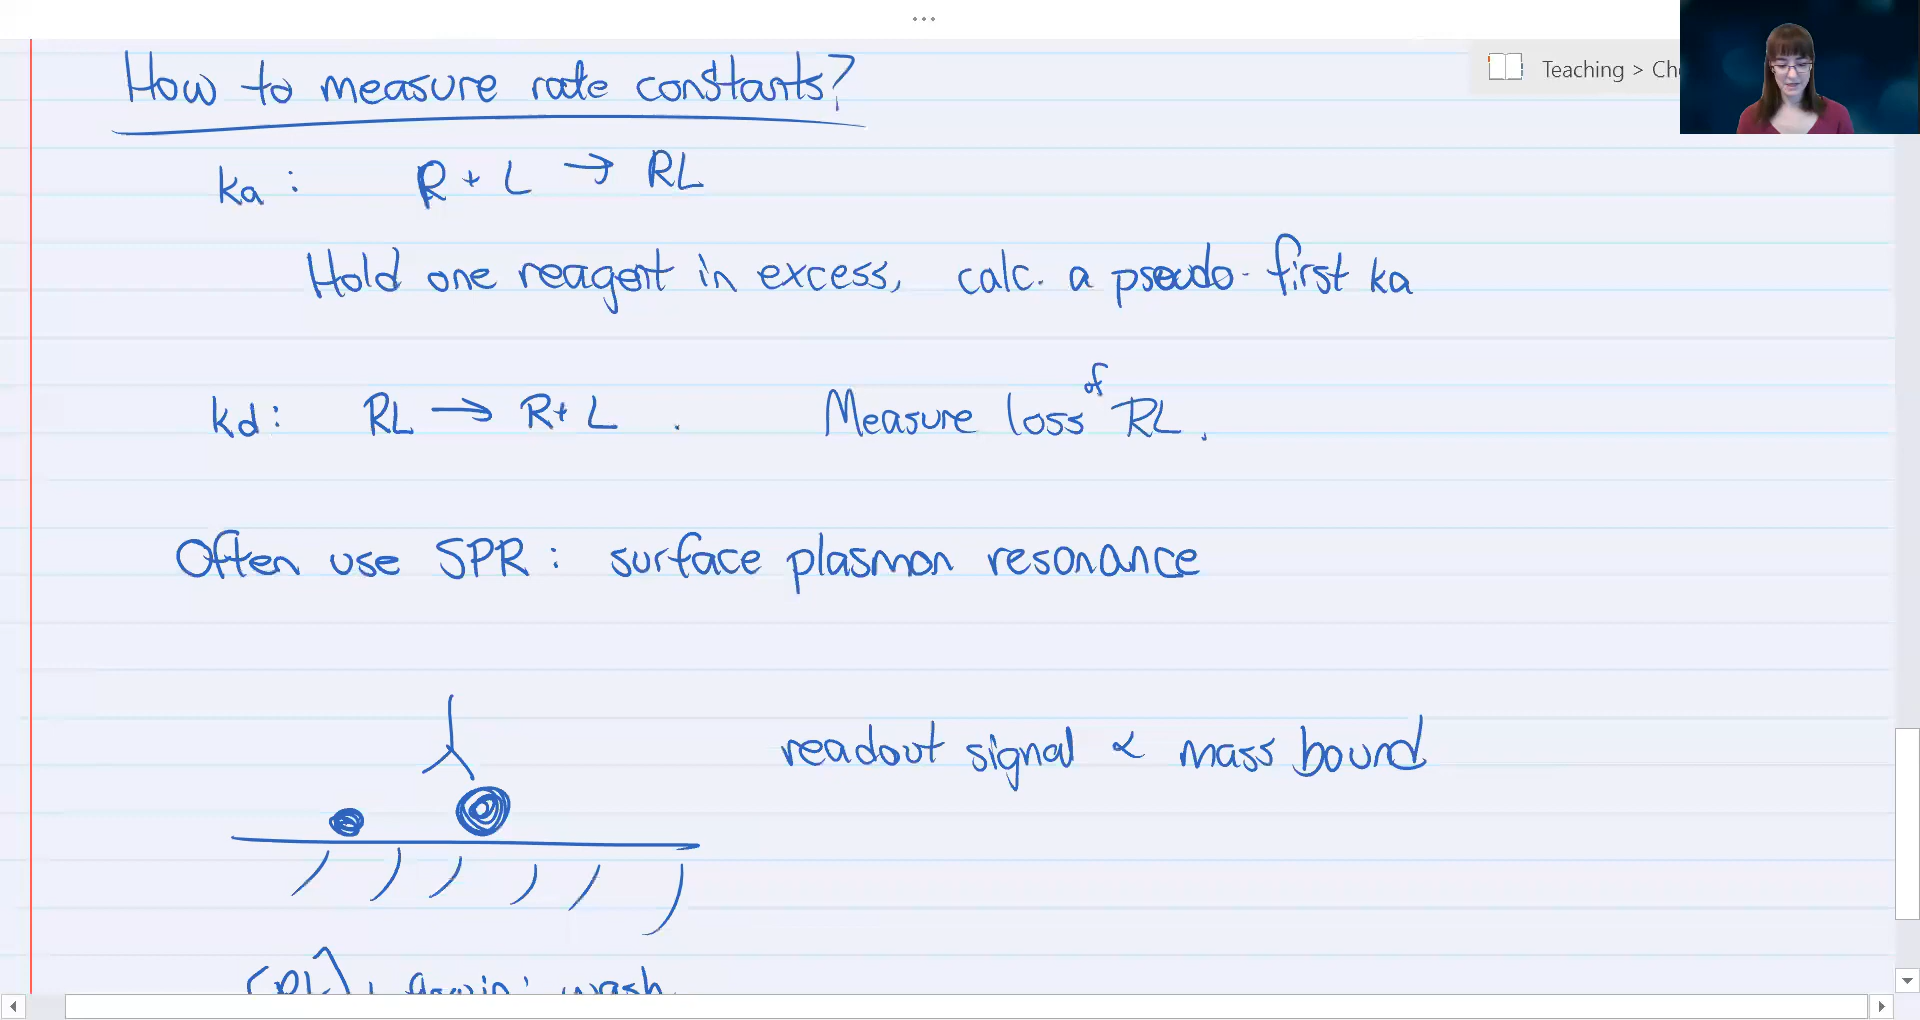 ...
Teaching > Ch
How to measure rate constants?
ka : R + L → RL
Hold one reagent in excess, calc. a pseudo-first ka
kd: RL → R+ L . Measure loss of RL.
Often use SPR : surface plasmon resonance
readout signal ∝ mass bound
wash